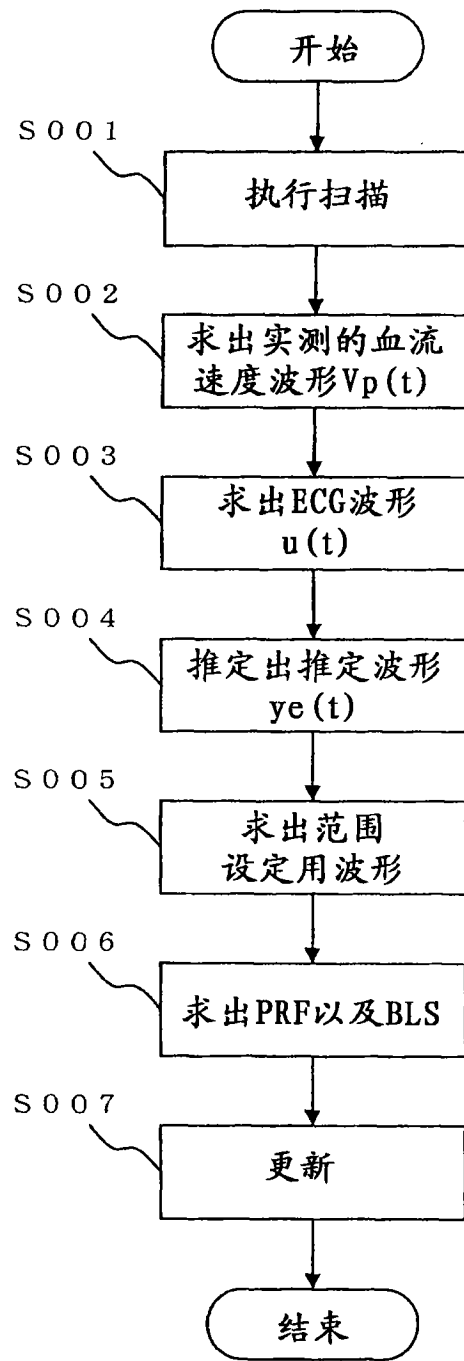 开始
S001
执行扫描
S002
求出实测的血流
速度波形Vp(t)
S003
求出ECG波形
u(t)
S004
推定出推定波形
ye(t)
S005
求出范围
设定用波形
S006
求出PRF以及BLS
S007
更新
结束